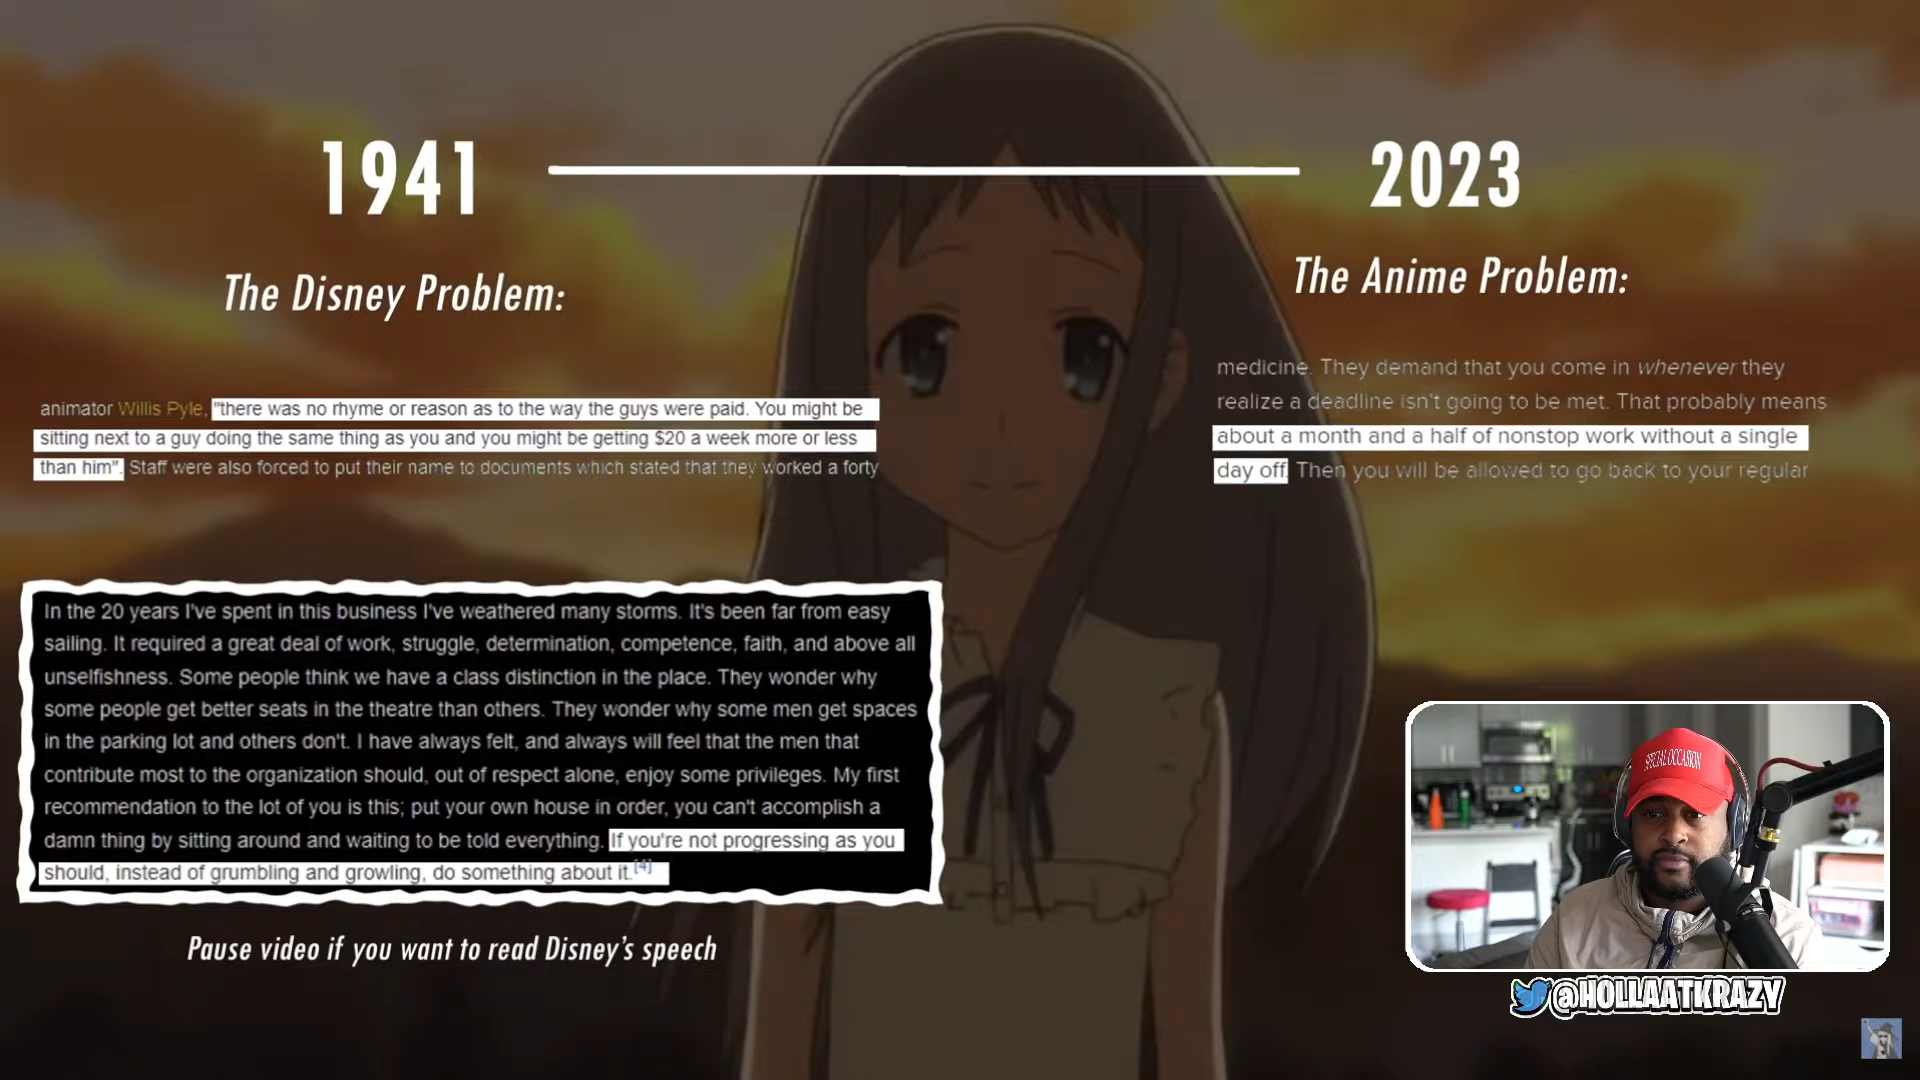 1941
2023
The Disney Problem:
The Anime Problem:
animator Willis Pyle, "there was no rhyme or reason as to the way the guys were paid. You might be
sitting next to a guy doing the same thing as you and you might be getting $20 a week more or less
than him". Staff were also forced to put their name to documents which stated that they worked a forty
medicine. They demand that you come in whenever they
realize a deadline isn't going to be met. That probably means
about a month and a half of nonstop work without a single
day off. Then you will be allowed to go back to your regular
In the 20 years I've spent in this business I've weathered many storms. It's been far from easy
sailing. It required a great deal of work, struggle, determination, competence, faith, and above all
unselfishness. Some people think we have a class distinction in the place. They wonder why
some people get better seats in the theatre than others. They wonder why some men get spaces
in the parking lot and others don't. I have always felt, and always will feel that the men that
contribute most to the organization should, out of respect alone, enjoy some privileges. My first
recommendation to the lot of you is this; put your own house in order, you can't accomplish a
damn thing by sitting around and waiting to be told everything. If you're not progressing as you
should, instead of grumbling and growling, do something about it.[4]
Pause video if you want to read Disney's speech
SPECIAL OCCASION
@HOLLAATKRAZY